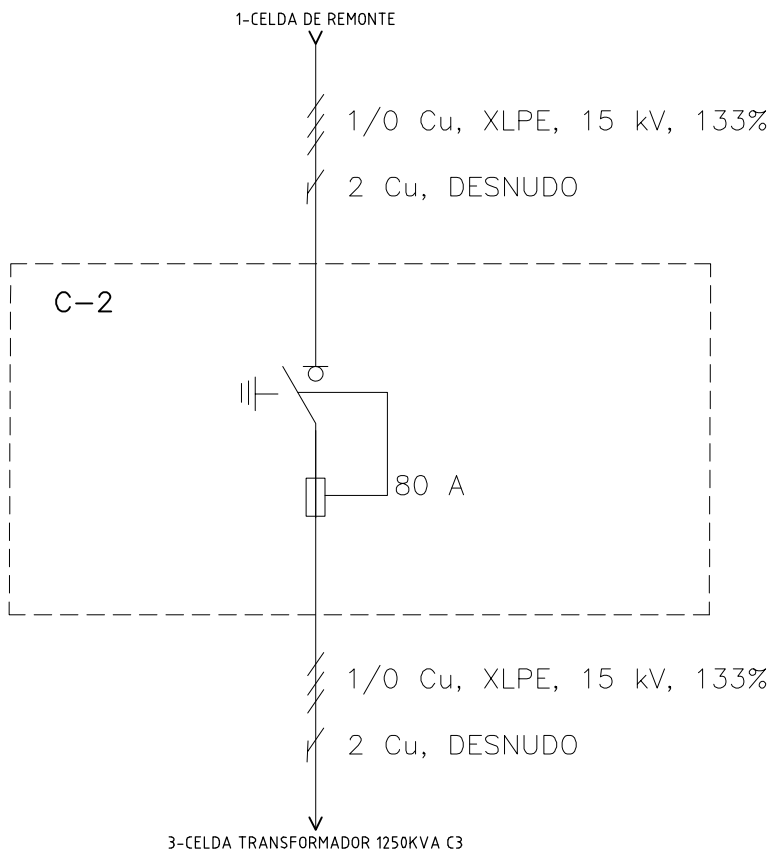 1-CELDA DE REMONTE
1/0 Cu, XLPE, 15 kV, 133%
2 Cu, DESNUDO
C-2
80 A
1/0 Cu, XLPE, 15 kV, 133%
2 Cu, DESNUDO
3-CELDA TRANSFORMADOR 1250KVA C3